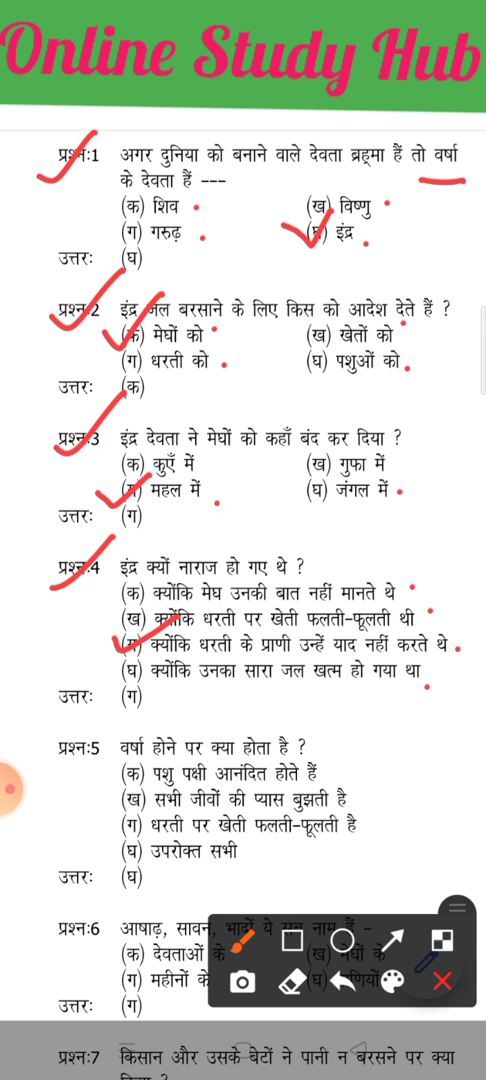 Online Study Hub
प्रश्न:1 अगर दुनिया को बनाने वाले देवता ब्रह्मा हैं तो वर्षा
के देवता हैं ---
(क) शिव (ख) विष्णु
(ग) गरुढ़ (घ) इंद्र
उत्तर: (घ)
प्रश्न:2 इंद्र जल बरसाने के लिए किस को आदेश देते हैं ?
(क) मेघों को (ख) खेतों को
(ग) धरती को (घ) पशुओं को
उत्तर: (क)
प्रश्न:3 इंद्र देवता ने मेघों को कहाँ बंद कर दिया ?
(क) कुएँ में (ख) गुफा में
(ग) महल में (घ) जंगल में
उत्तर: (ग)
प्रश्न:4 इंद्र क्यों नाराज हो गए थे ?
(क) क्योंकि मेघ उनकी बात नहीं मानते थे
(ख) क्योंकि धरती पर खेती फलती-फूलती थी
(ग) क्योंकि धरती के प्राणी उन्हें याद नहीं करते थे
(घ) क्योंकि उनका सारा जल खत्म हो गया था
उत्तर: (ग)
प्रश्न:5 वर्षा होने पर क्या होता है ?
(क) पशु पक्षी आनंदित होते हैं
(ख) सभी जीवों की प्यास बुझती है
(ग) धरती पर खेती फलती-फूलती है
(घ) उपरोक्त सभी
उत्तर: (घ)
प्रश्न:6 आषाढ़, सावन, भादों ये सब नाम हैं -
(क) देवताओं के (ख) मेघों के
(ग) महीनों के (घ)
उत्तर: (ग)
प्रश्न:7 किसान और उसके बेटों ने पानी न बरसने पर क्या